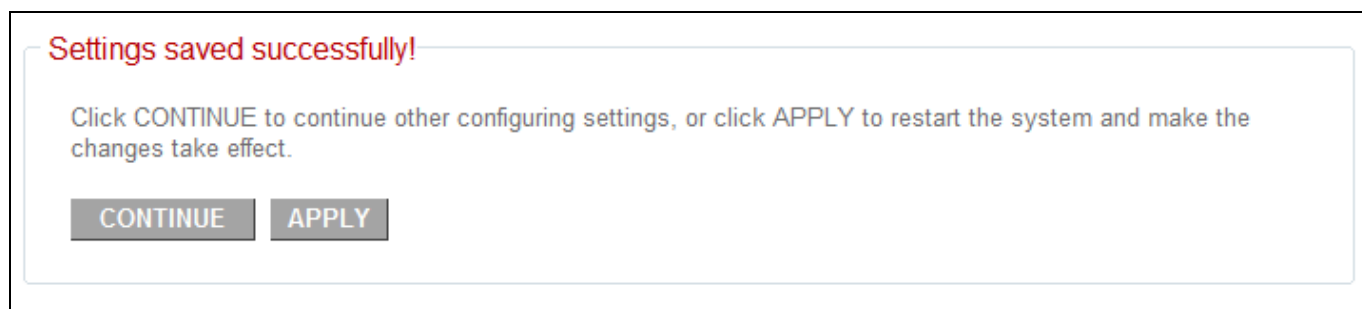 Settings saved successfully!
Click CONTINUE to continue other configuring settings, or click APPLY to restart the system and make the
changes take effect.
CONTINUE APPLY